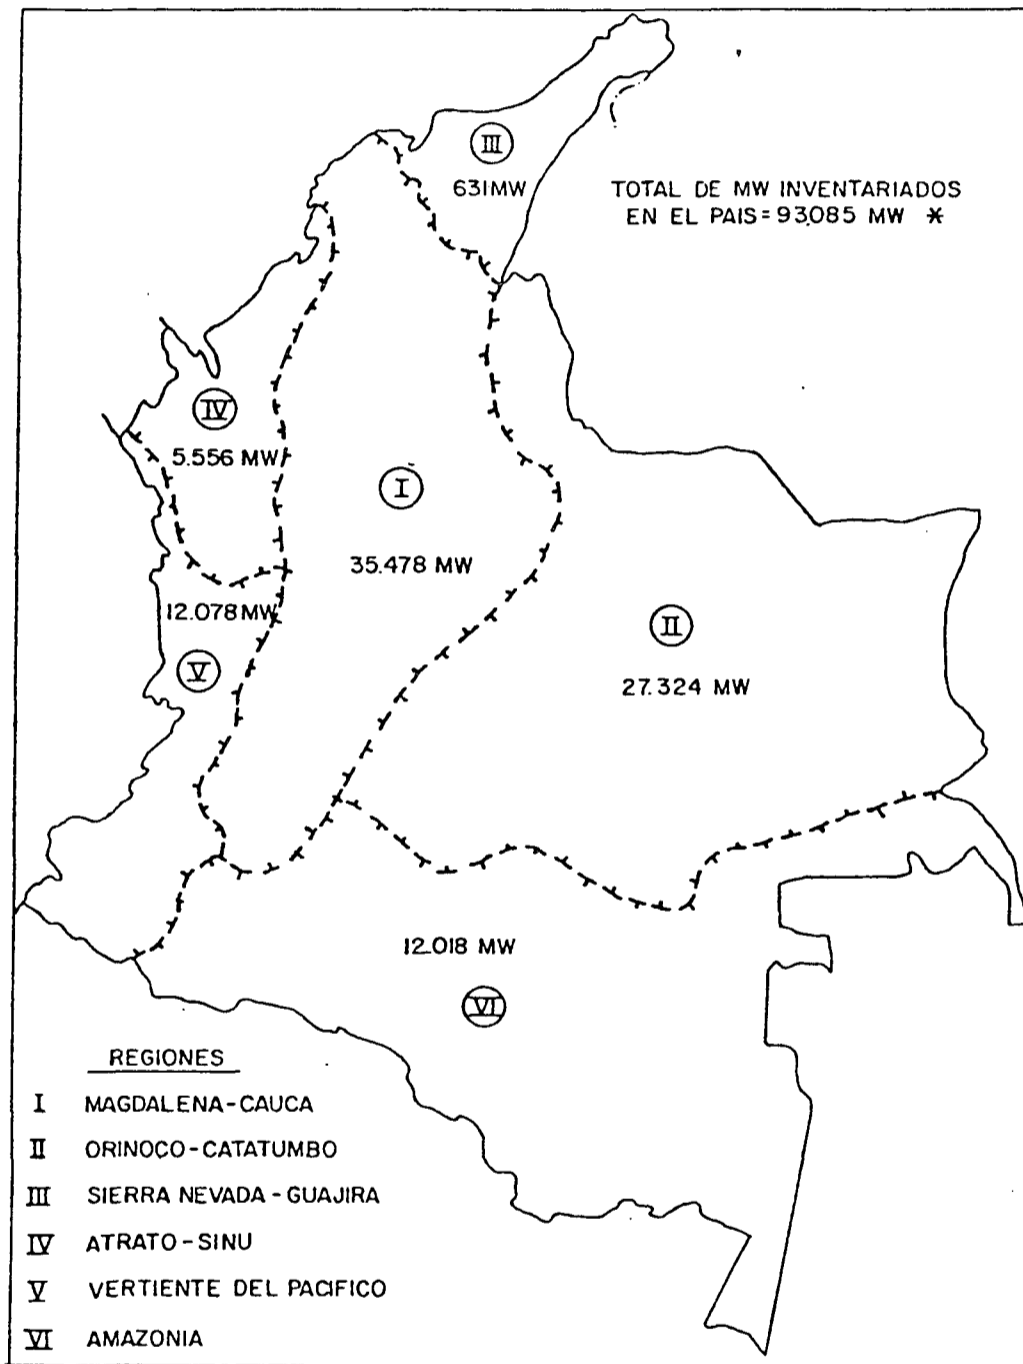 III
631MW
TOTAL DE MW INVENTARIADOS
EN EL PAIS=93.085 MW *
IV
5.556 MW
I
35.478 MW
12.078MW
V
II
27.324 MW
12.018 MW
VI
REGIONES
I MAGDALENA-CAUCA
II ORINOCO-CATATUMBO
III SIERRA NEVADA-GUAJIRA
IV ATRATO-SINU
V VERTIENTE DEL PACIFICO
VI AMAZONIA